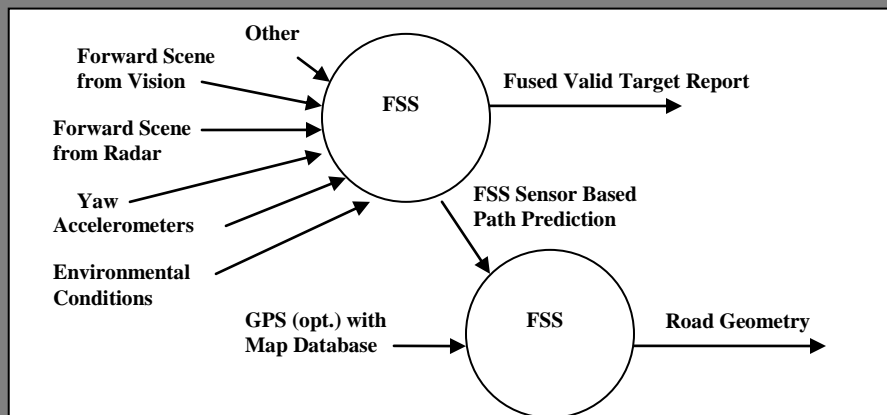 Other
Forward Scene
from Vision
FSS
Fused Valid Target Report
Forward Scene
from Radar
Yaw
Accelerometers
FSS Sensor Based
Path Prediction
Environmental
Conditions
GPS (opt.) with
Map Database
FSS
Road Geometry